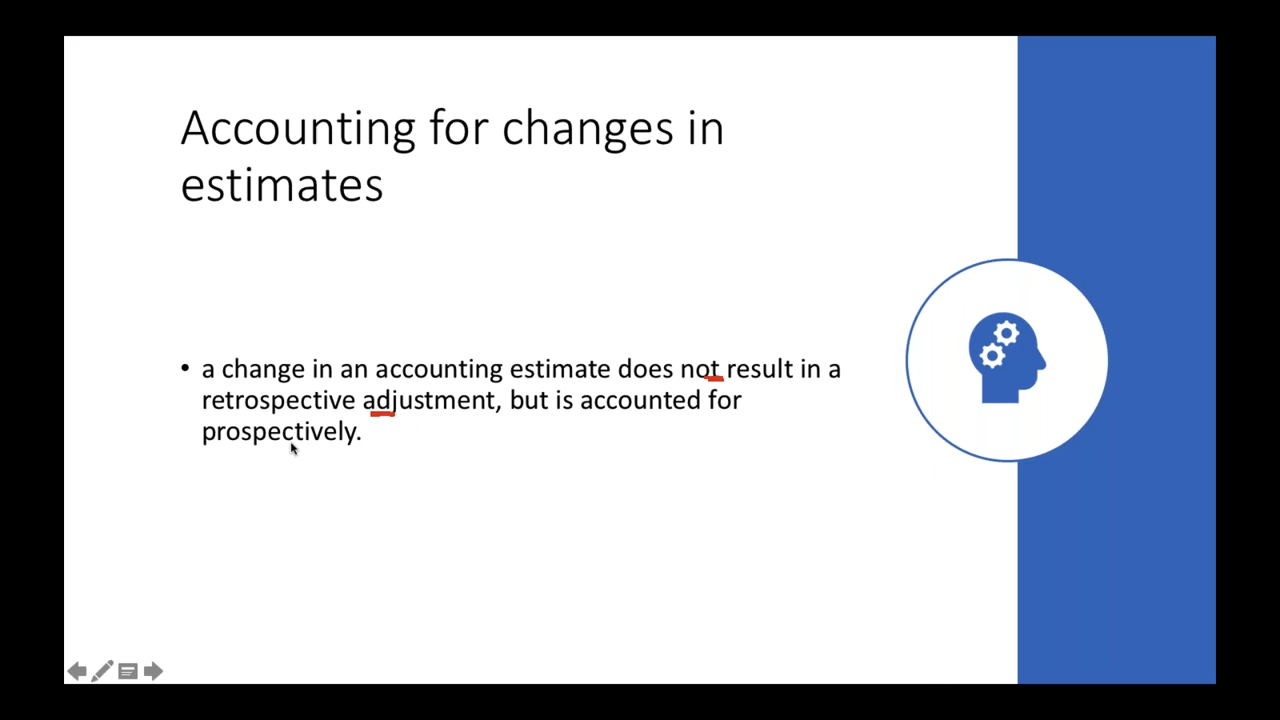 Accounting for changes in
estimates
• a change in an accounting estimate does not result in a
retrospective adjustment, but is accounted for
prospectively.